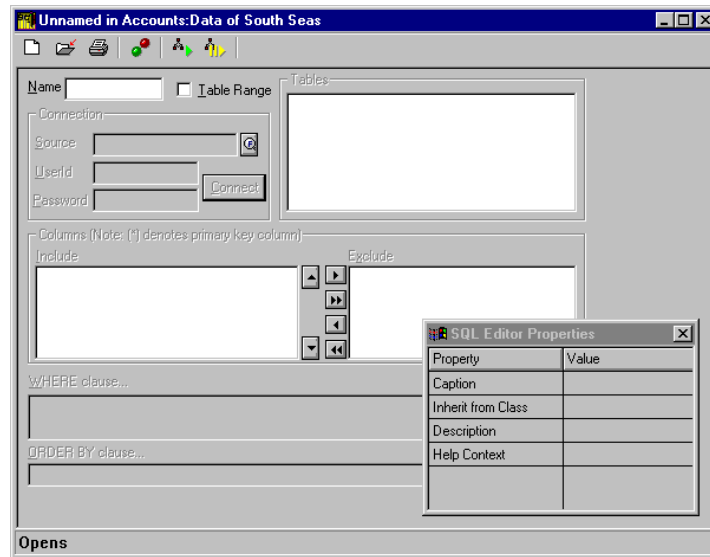 Unnamed in Accounts:Data of South Seas
Name
Table Range
Tables
Connection
Source
UserId
Password
Connect
Columns (Note: (*) denotes primary key column)
Include
Exclude
WHERE clause...
ORDER BY clause...
SQL Editor Properties
Property Value
Caption
Inherit from Class
Description
Help Context
Opens